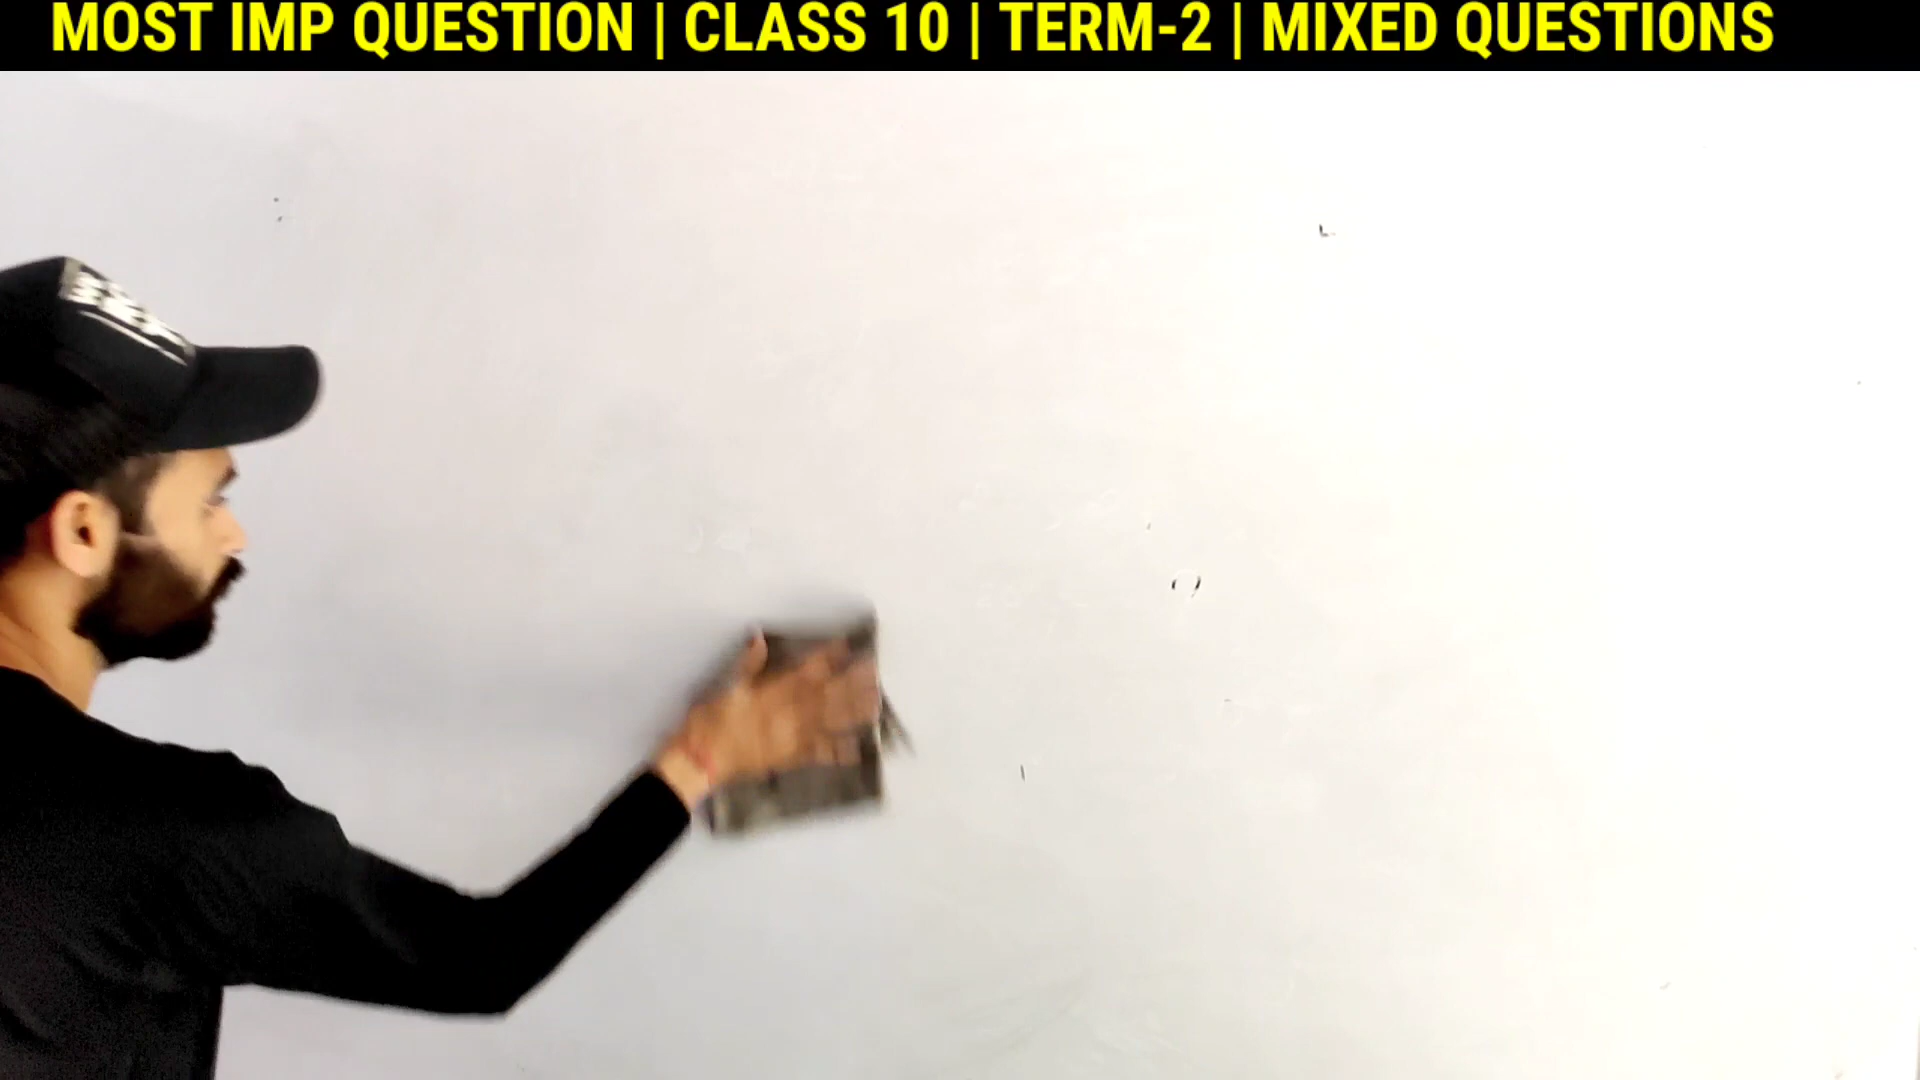 MOST IMP QUESTION | CLASS 10 | TERM-2 | MIXED QUESTIONS